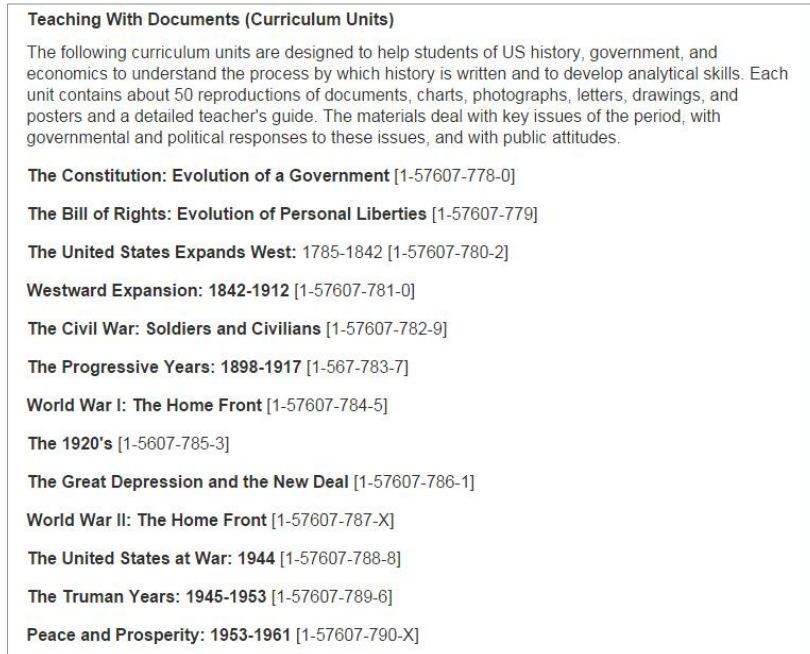 Teaching With Documents (Curriculum Units)
The following curriculum units are designed to help students of US history, government, and
economics to understand the process by which history is written and to develop analytical skills. Each
unit contains about 50 reproductions of documents, charts, photographs, letters, drawings, and
posters and a detailed teacher's guide. The materials deal with key issues of the period, with
governmental and political responses to these issues, and with public attitudes.
The Constitution: Evolution of a Government [1-57607-778-0]
The Bill of Rights: Evolution of Personal Liberties [1-57607-779]
The United States Expands West: 1785-1842 [1-57607-780-2]
Westward Expansion: 1842-1912 [1-57607-781-0]
The Civil War: Soldiers and Civilians [1-57607-782-9]
The Progressive Years: 1898-1917 [1-567-783-7]
World War I: The Home Front [1-57607-784-5]
The 1920's [1-5607-785-3]
The Great Depression and the New Deal [1-57607-786-1]
World War II: The Home Front [1-57607-787-X]
The United States at War: 1944 [1-57607-788-8]
The Truman Years: 1945-1953 [1-57607-789-6]
Peace and Prosperity: 1953-1961 [1-57607-790-X]